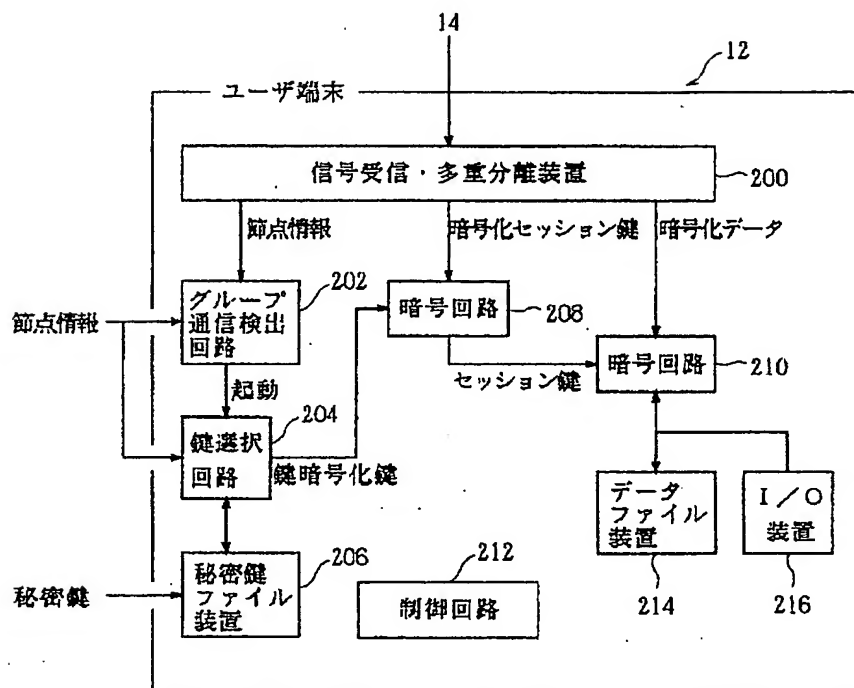 14
12
ユーザ端末
信号受信・多重分離装置
200
節点情報
暗号化セッション鍵
暗号化データ
グループ
通信検出
回路
202
節点情報
暗号回路
208
暗号回路
210
セッション鍵
起動
鍵選択
回路
204
鍵暗号化鍵
データ
ファイル
装置
214
I/O
装置
216
秘密鍵
ファイル
装置
206
秘密鍵
212
制御回路